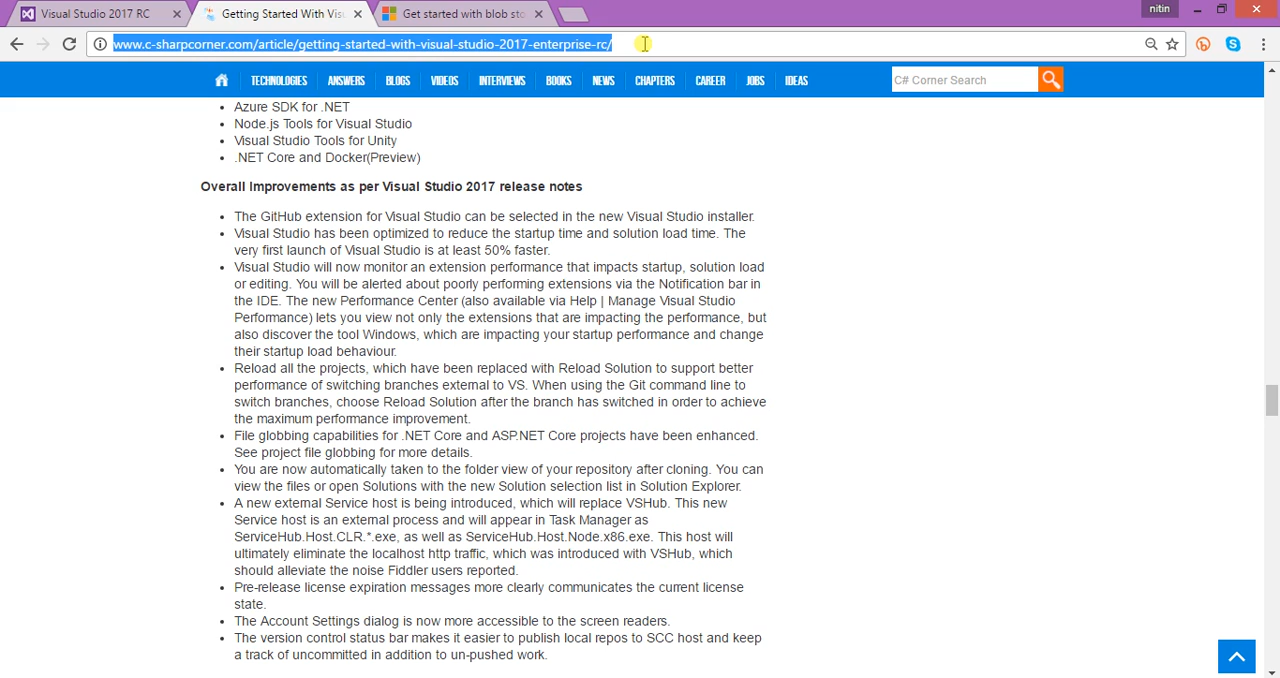 Visual Studio 2017 RC
Getting Started With Visu
Get started with blob sto
nitin
www.c-sharpcorner.com/article/getting-started-with-visual-studio-2017-enterprise-rc/
TECHNOLOGIES ANSWERS BLOGS VIDEOS INTERVIEWS BOOKS NEWS CHAPTERS CAREER JOBS IDEAS
C# Corner Search
Azure SDK for .NET
Node.js Tools for Visual Studio
Visual Studio Tools for Unity
.NET Core and Docker(Preview)
Overall Improvements as per Visual Studio 2017 release notes
The GitHub extension for Visual Studio can be selected in the new Visual Studio installer.
Visual Studio has been optimized to reduce the startup time and solution load time. The
very first launch of Visual Studio is at least 50% faster.
Visual Studio will now monitor an extension performance that impacts startup, solution load
or editing. You will be alerted about poorly performing extensions via the Notification bar in
the IDE. The new Performance Center (also available via Help | Manage Visual Studio
Performance) lets you view not only the extensions that are impacting the performance, but
also discover the tool Windows, which are impacting your startup performance and change
their startup load behaviour.
Reload all the projects, which have been replaced with Reload Solution to support better
performance of switching branches external to VS. When using the Git command line to
switch branches, choose Reload Solution after the branch has switched in order to achieve
the maximum performance improvement.
File globbing capabilities for .NET Core and ASP.NET Core projects have been enhanced.
See project file globbing for more details.
You are now automatically taken to the folder view of your repository after cloning. You can
view the files or open Solutions with the new Solution selection list in Solution Explorer.
A new external Service host is being introduced, which will replace VSHub. This new
Service host is an external process and will appear in Task Manager as
ServiceHub.Host.CLR.*.exe, as well as ServiceHub.Host.Node.x86.exe. This host will
ultimately eliminate the localhost http traffic, which was introduced with VSHub, which
should alleviate the noise Fiddler users reported.
Pre-release license expiration messages more clearly communicates the current license
state.
The Account Settings dialog is now more accessible to the screen readers.
The version control status bar makes it easier to publish local repos to SCC host and keep
a track of uncommitted in addition to un-pushed work.